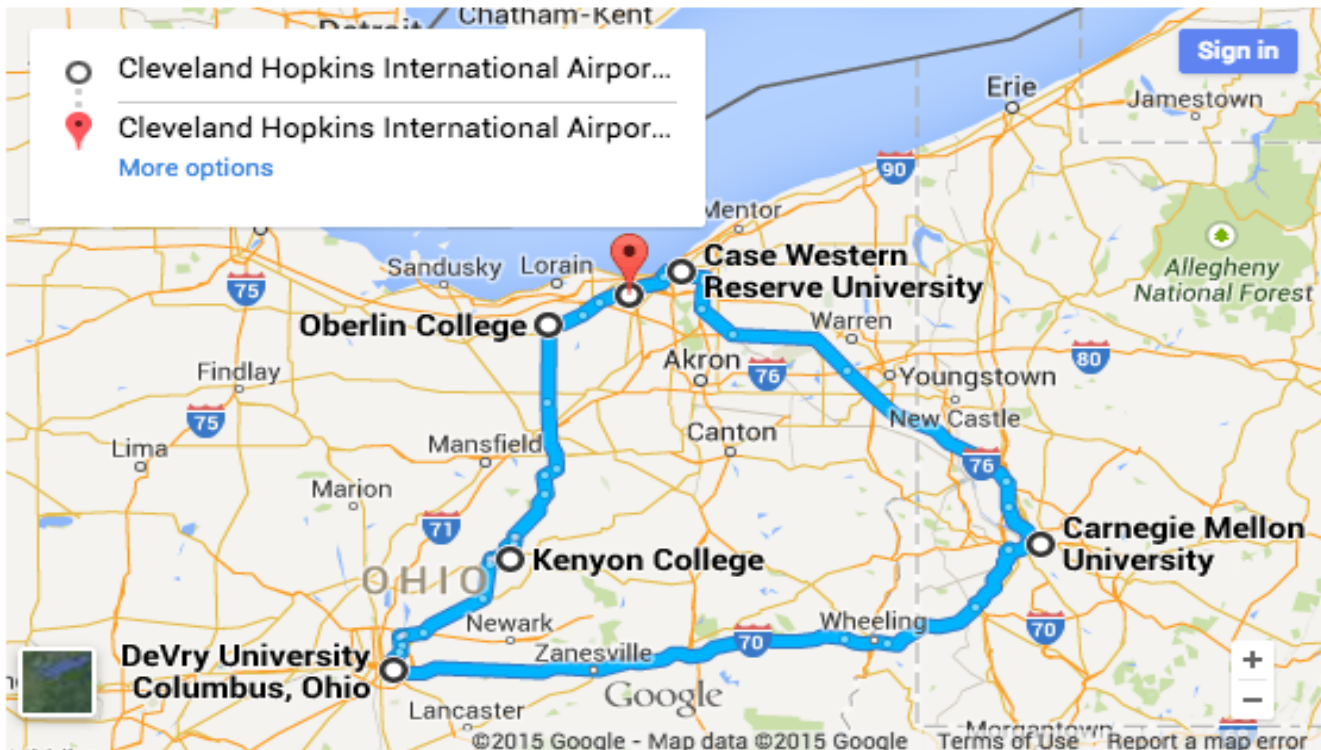 Chatham-Kent
Detroit
Cleveland Hopkins International Airpor...
Cleveland Hopkins International Airpor...
More options
Sign in
Erie
Jamestown
90
Mentor
Case Western
Reserve University
Allegheny
National Forest
Sandusky
Lorain
75
Oberlin College
Warren
Akron
76
80
Findlay
Youngstown
75
New Castle
Lima
Mansfield
Canton
76
Marion
71
Carnegie Mellon
University
Kenyon College
OHIO
Newark
Wheeling
70
70
DeVry University
Columbus, Ohio
Zanesville
Google
+
−
Lancaster
Morgantown
©2015 Google - Map data ©2015 Google
Terms of Use
Report a map error